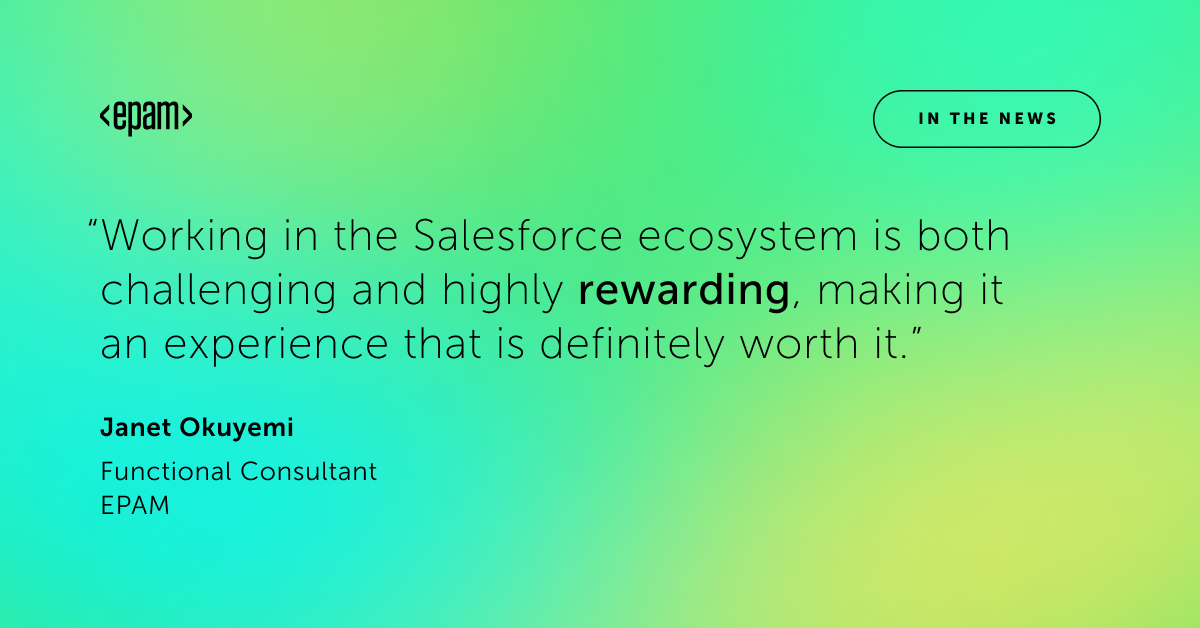 <epam>
IN THE NEWS
“Working in the Salesforce ecosystem is both
challenging and highly rewarding, making it
an experience that is definitely worth it.”
Janet Okuyemi
Functional Consultant
EPAM